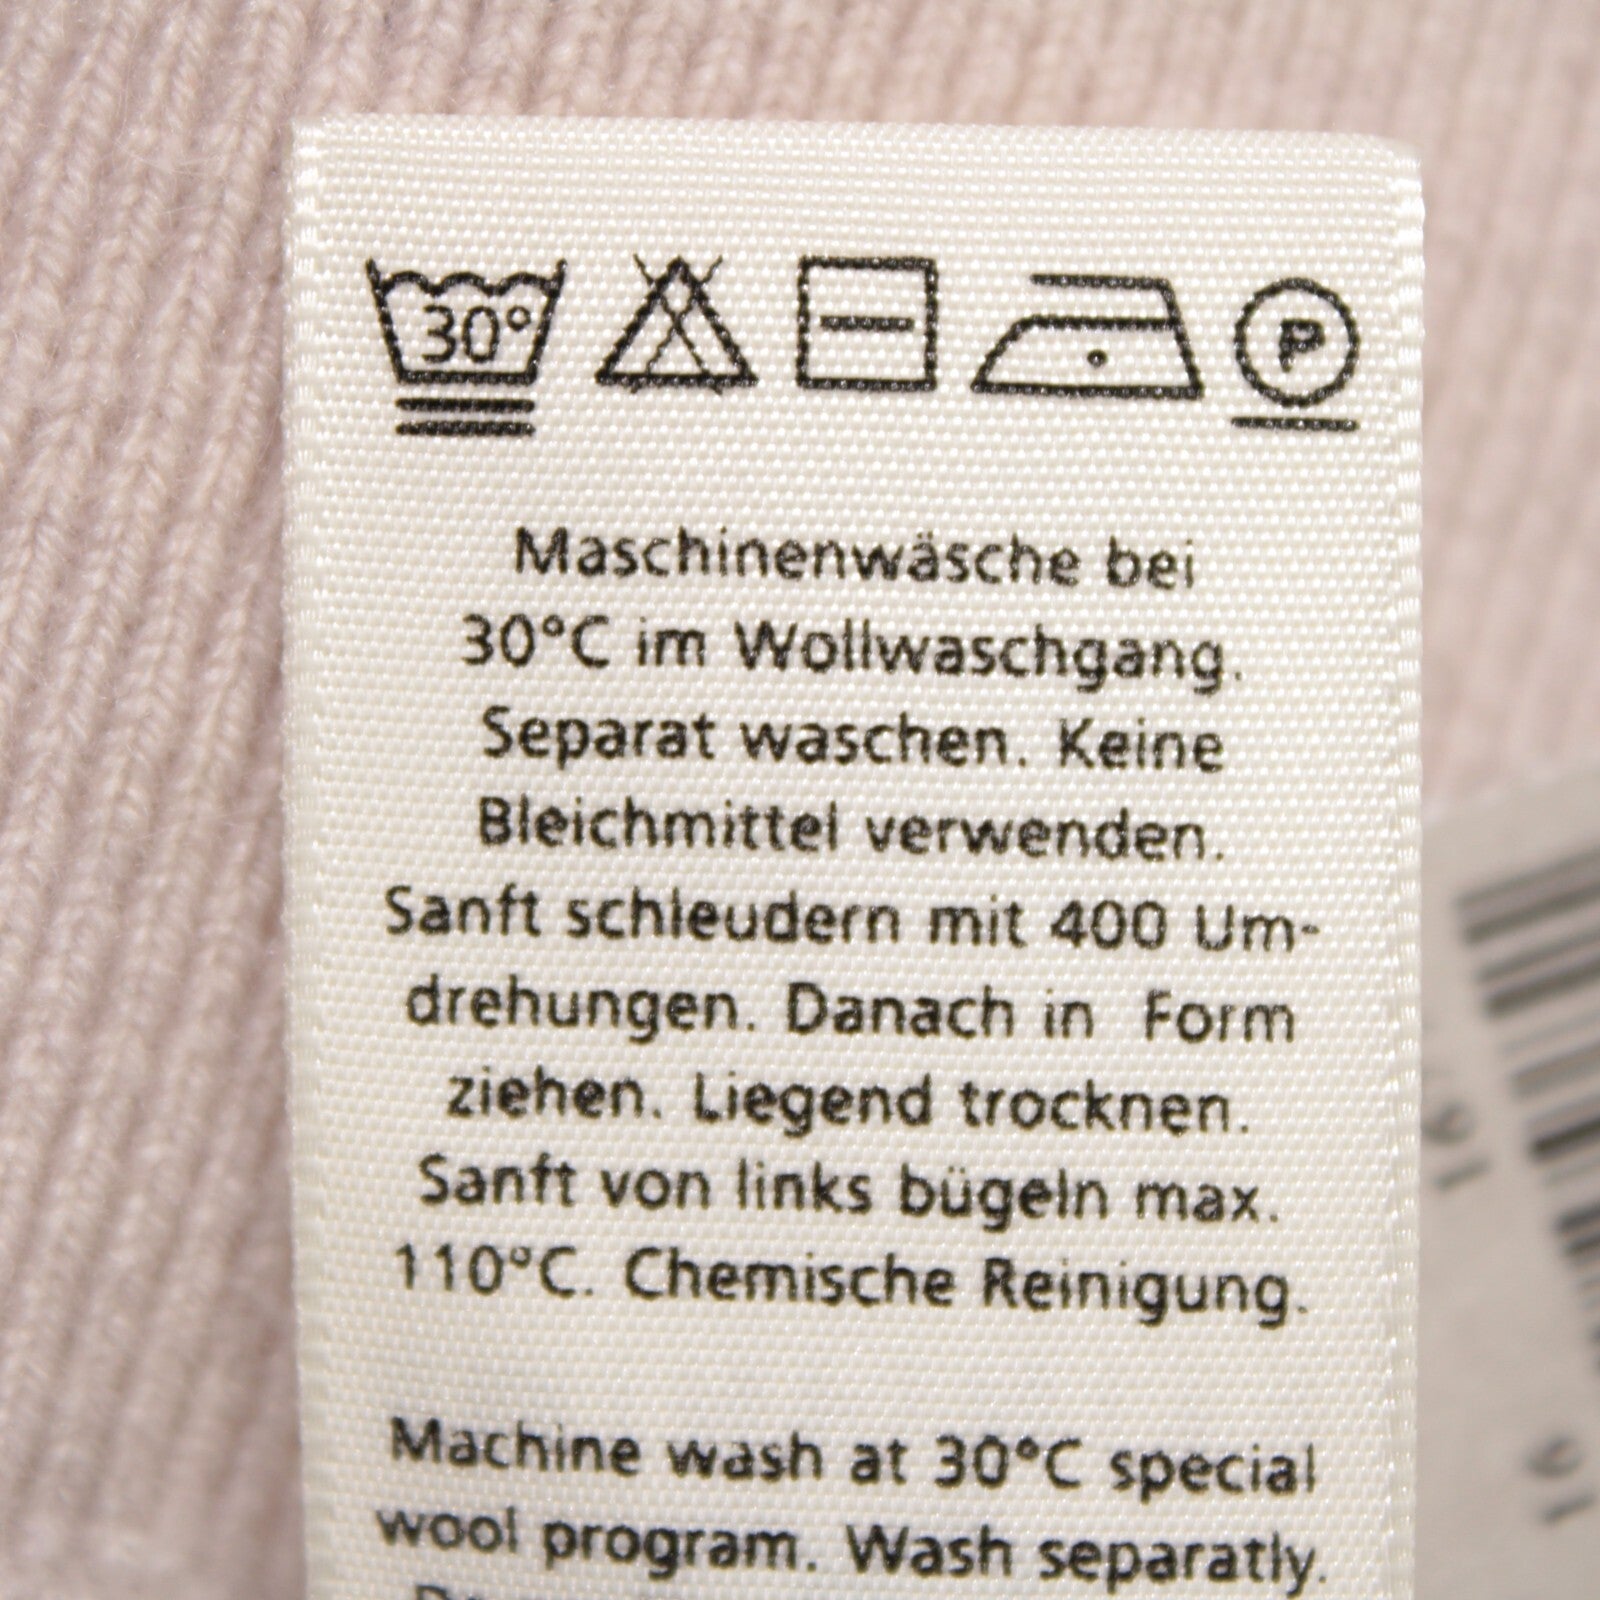 30°
P
Maschinenwäsche bei
30°C im Wollwaschgang.
Separat waschen. Keine
Bleichmittel verwenden.
Sanft schleudern mit 400 Um-
drehungen. Danach in Form
ziehen. Liegend trocknen.
Sanft von links bügeln max.
110°C. Chemische Reinigung.
Machine wash at 30°C special
wool program. Wash separatly.